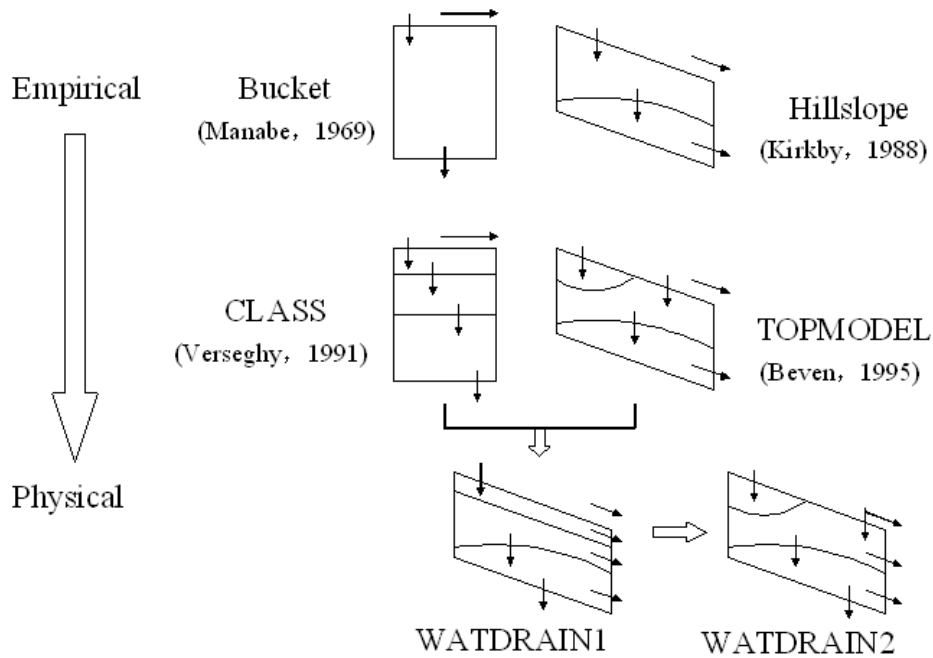 Empirical
Bucket
(Manabe，1969)
Hillslope
(Kirkby，1988)
CLASS
(Verseghy，1991)
TOPMODEL
(Beven，1995)
Physical
WATDRAIN1
WATDRAIN2